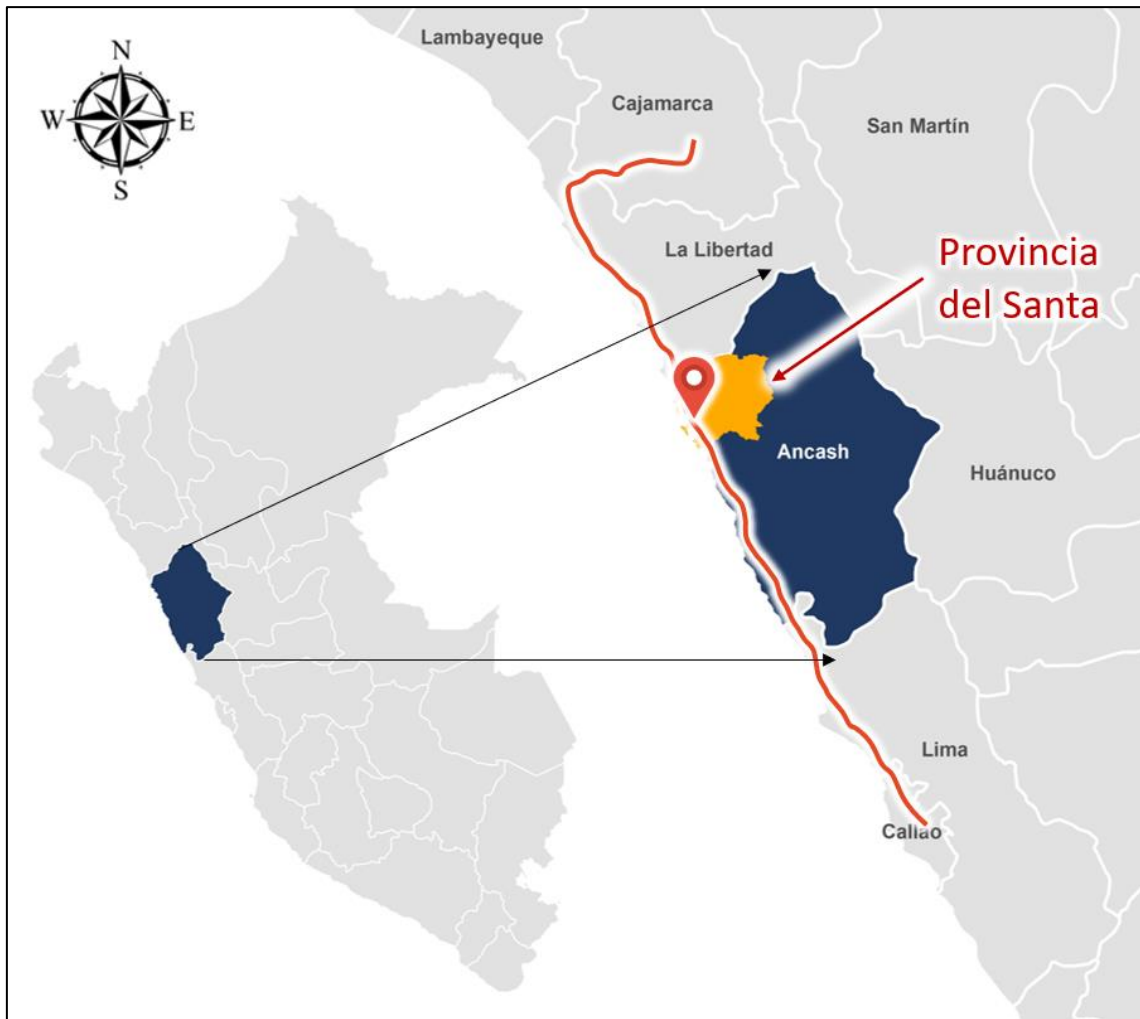 N
W
E
S
Lambayeque
Cajamarca
San Martín
La Libertad
Provincia
del Santa
Ancash
Huánuco
Lima
Callao